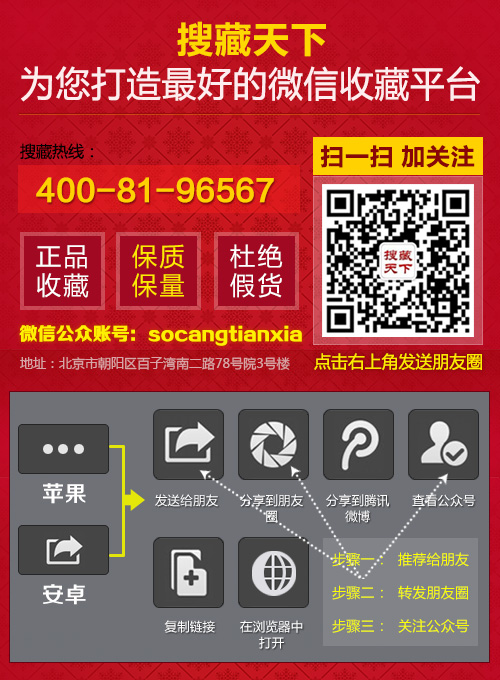 搜藏天下
为您打造最好的微信收藏平台
搜藏热线：
400-81-96567
扫一扫 加关注
正品
收藏
保质
保量
杜绝
假货
搜藏
天下
微信公众账号：socangtianxia
地址：北京市朝阳区百子湾南二路78号院3号楼
点击右上角发送朋友圈
苹果
安卓
发送给朋友
分享到朋友
圈
分享到腾讯
微博
查看公众号
复制链接
在浏览器中
打开
步骤一： 推荐给朋友
步骤二： 转发朋友圈
步骤三： 关注公众号